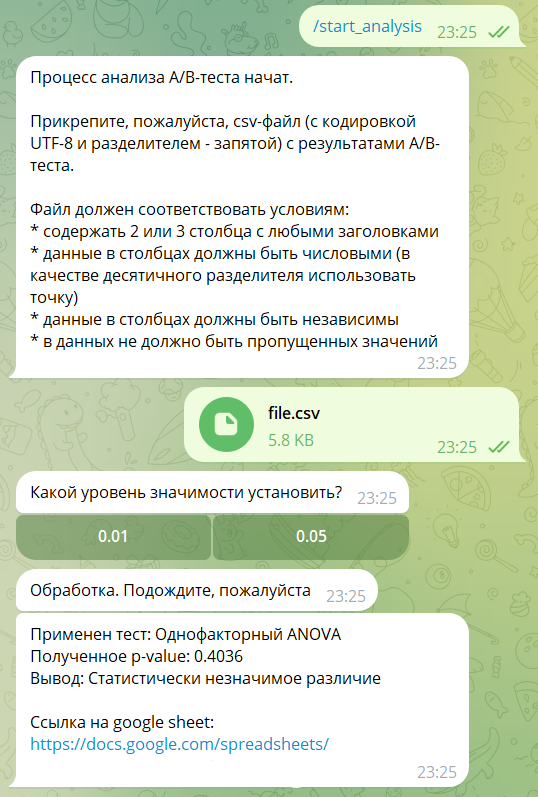 /start_analysis 23:25
Процесс анализа A/B-теста начат.
Прикрепите, пожалуйста, csv-файл (с кодировкой
UTF-8 и разделителем - запятой) с результатами A/B-
теста.
Файл должен соответствовать условиям:
* содержать 2 или 3 столбца с любыми заголовками
* данные в столбцах должны быть числовыми (в
качестве десятичного разделителя использовать
точку)
* данные в столбцах должны быть независимы
* в данных не должно быть пропущенных значений
23:25
file.csv
5.8 KB 23:25
Какой уровень значимости установить? 23:25
0.01 0.05
Обработка. Подождите, пожалуйста 23:25
Применен тест: Однофакторный ANOVA
Полученное p-value: 0.4036
Вывод: Статистически незначимое различие
Ссылка на google sheet:
https://docs.google.com/spreadsheets/
23:25